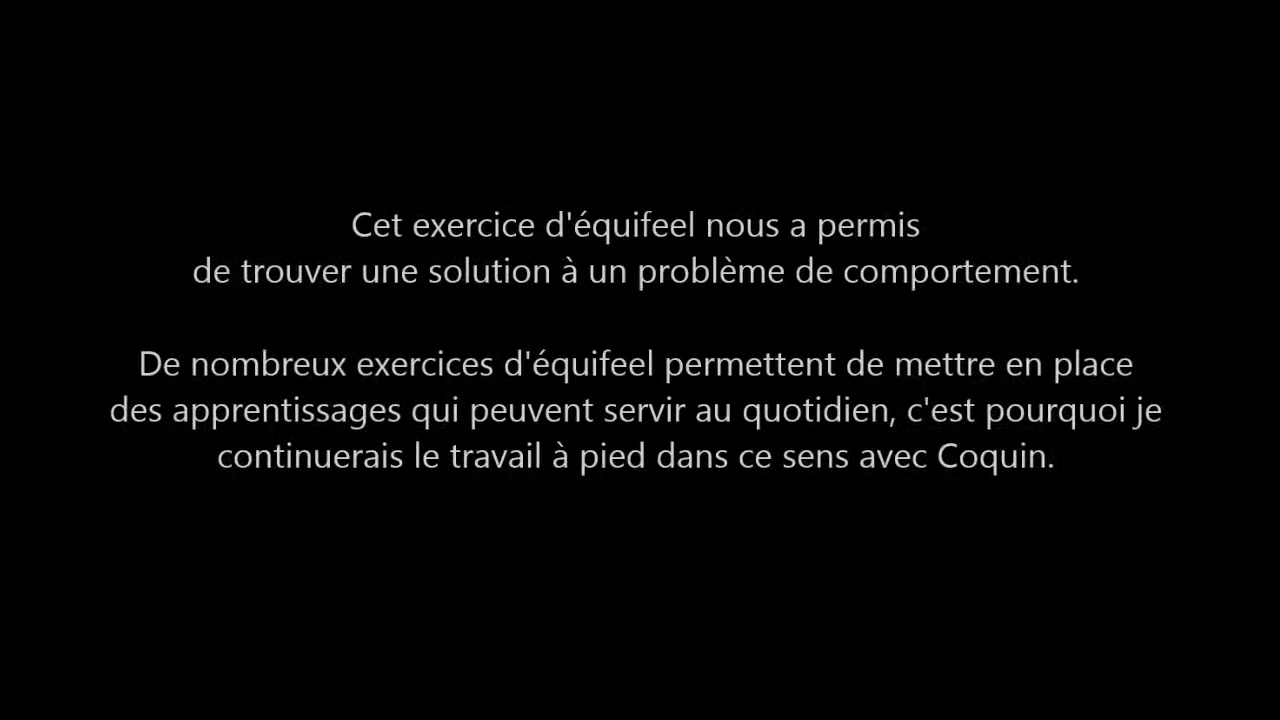 Cet exercice d'équifeel nous a permis
de trouver une solution à un problème de comportement.
De nombreux exercices d'équifeel permettent de mettre en place
des apprentissages qui peuvent servir au quotidien, c'est pourquoi je
continuerais le travail à pied dans ce sens avec Coquin.